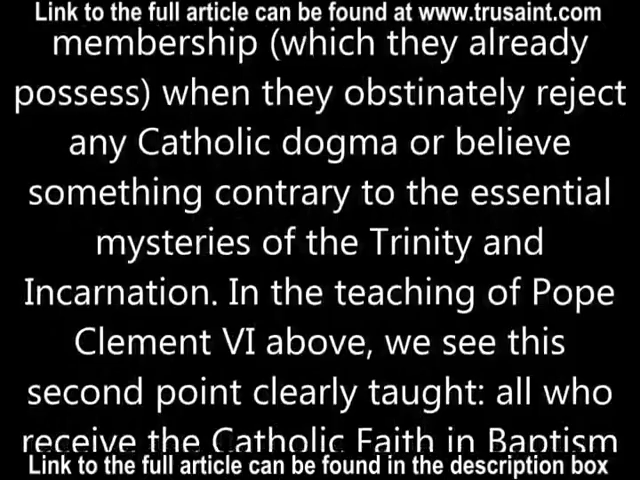 Link to the full article can be found at www.trusaint.com
membership (which they already
possess) when they obstinately reject
any Catholic dogma or believe
something contrary to the essential
mysteries of the Trinity and
Incarnation. In the teaching of Pope
Clement VI above, we see this
second point clearly taught: all who
receive the Catholic Faith in Baptism
Link to the full article can be found in the description box